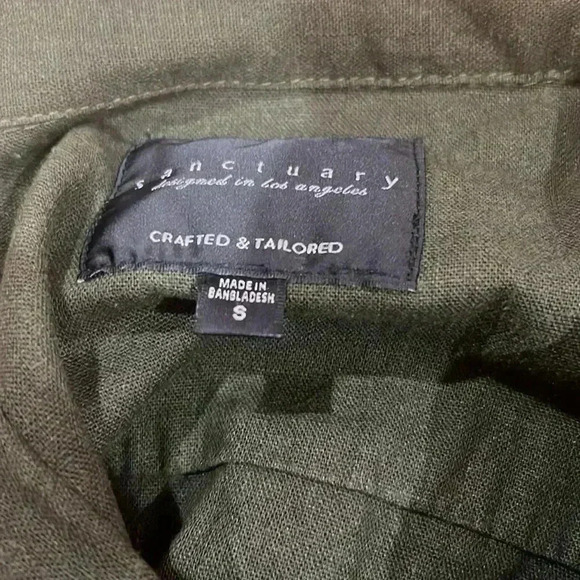 sanctuary
designed in los angeles
CRAFTED & TAILORED
MADE IN
BANGLADESH
S